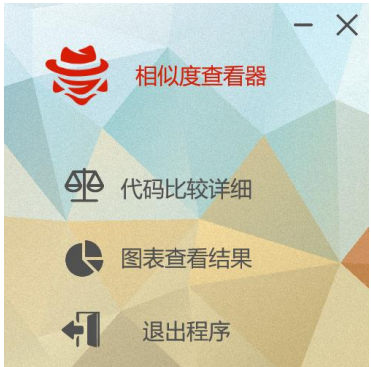 相似度查看器
代码比较详细
图表查看结果
退出程序